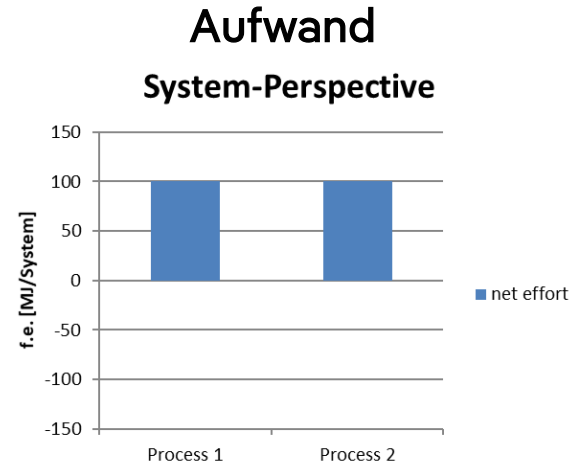 Aufwand
System-Perspective
150
100
50
0
-50
-100
-150
f.e. [MJ/System]
Process 1
Process 2
net effort